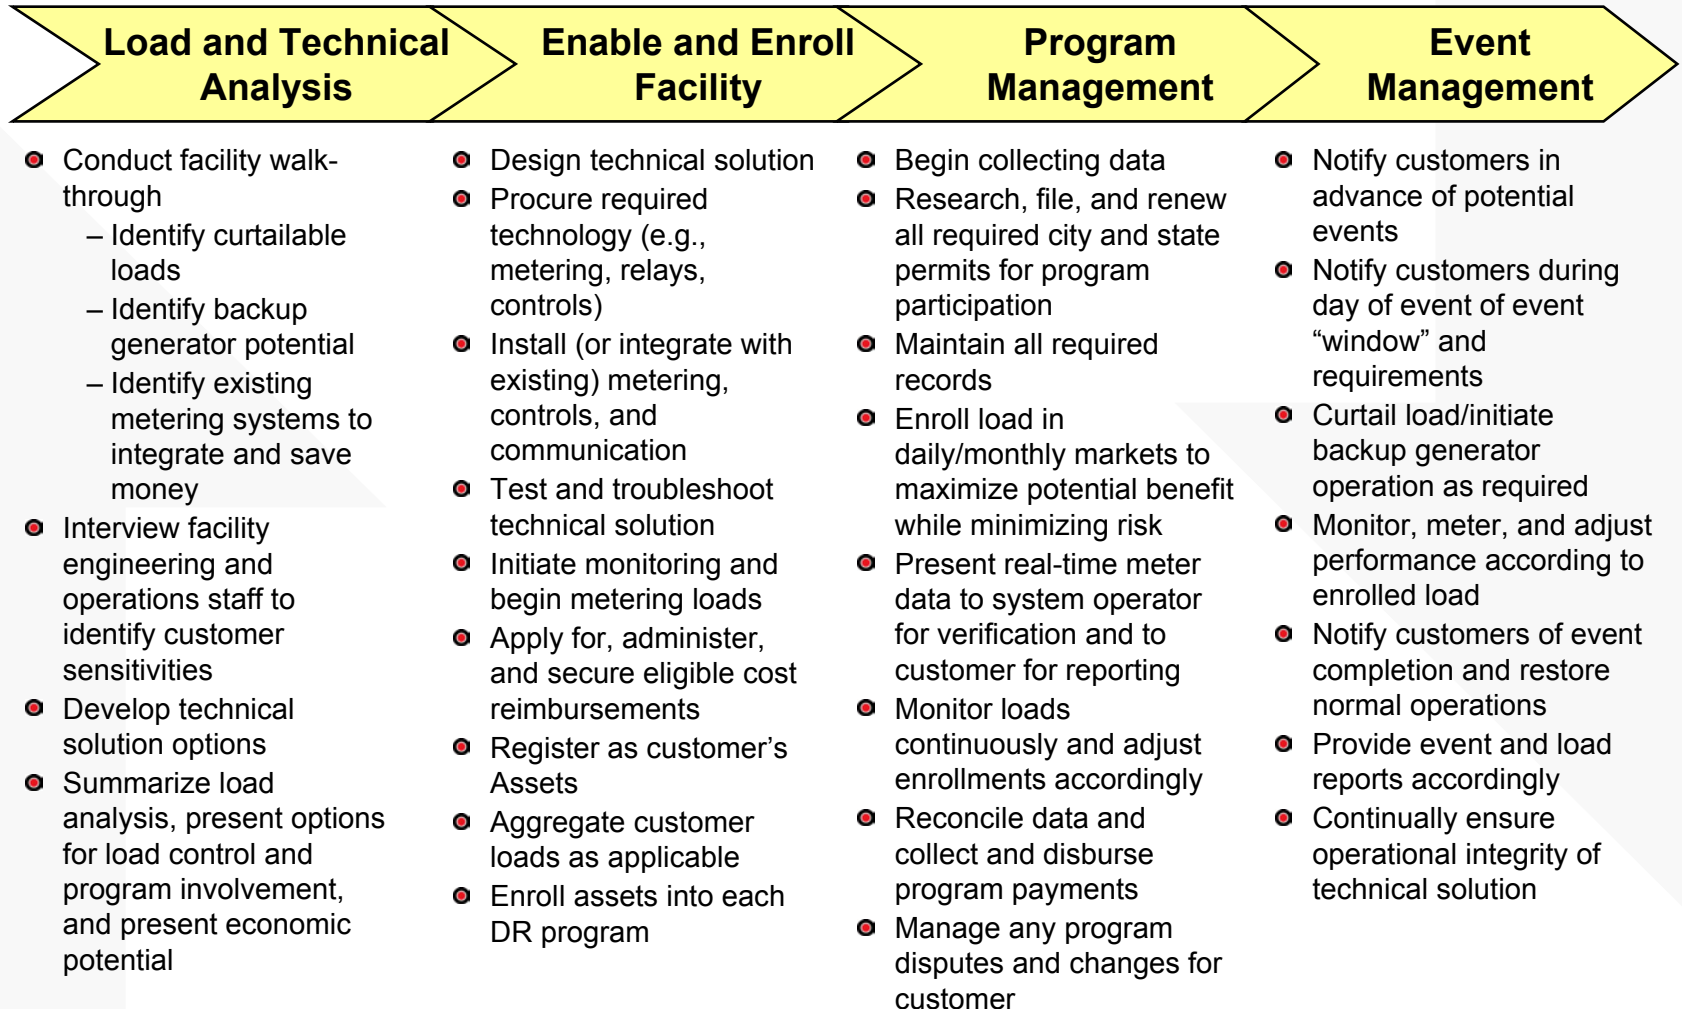 Load and Technical
Analysis
Enable and Enroll
Facility
Program
Management
Event
Management
Conduct facility walk-
through
– Identify curtailable
loads
– Identify backup
generator potential
– Identify existing
metering systems to
integrate and save
money
Interview facility
engineering and
operations staff to
identify customer
sensitivities
Develop technical
solution options
Summarize load
analysis, present options
for load control and
program involvement,
and present economic
potential
Design technical solution
Procure required
technology (e.g.,
metering, relays,
controls)
Install (or integrate with
existing) metering,
controls, and
communication
Test and troubleshoot
technical solution
Initiate monitoring and
begin metering loads
Apply for, administer,
and secure eligible cost
reimbursements
Register as customer’s
Assets
Aggregate customer
loads as applicable
Enroll assets into each
DR program
Begin collecting data
Research, file, and renew
all required city and state
permits for program
participation
Maintain all required
records
Enroll load in
daily/monthly markets to
maximize potential benefit
while minimizing risk
Present real-time meter
data to system operator
for verification and to
customer for reporting
Monitor loads
continuously and adjust
enrollments accordingly
Reconcile data and
collect and disburse
program payments
Manage any program
disputes and changes for
customer
Notify customers in
advance of potential
events
Notify customers during
day of event of event
“window” and
requirements
Curtail load/initiate
backup generator
operation as required
Monitor, meter, and adjust
performance according to
enrolled load
Notify customers of event
completion and restore
normal operations
Provide event and load
reports accordingly
Continually ensure
operational integrity of
technical solution